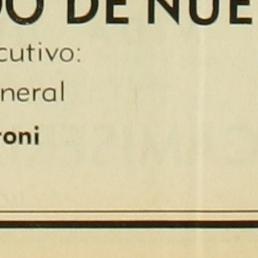 DO DE NUE
cutivo:
neral
roni